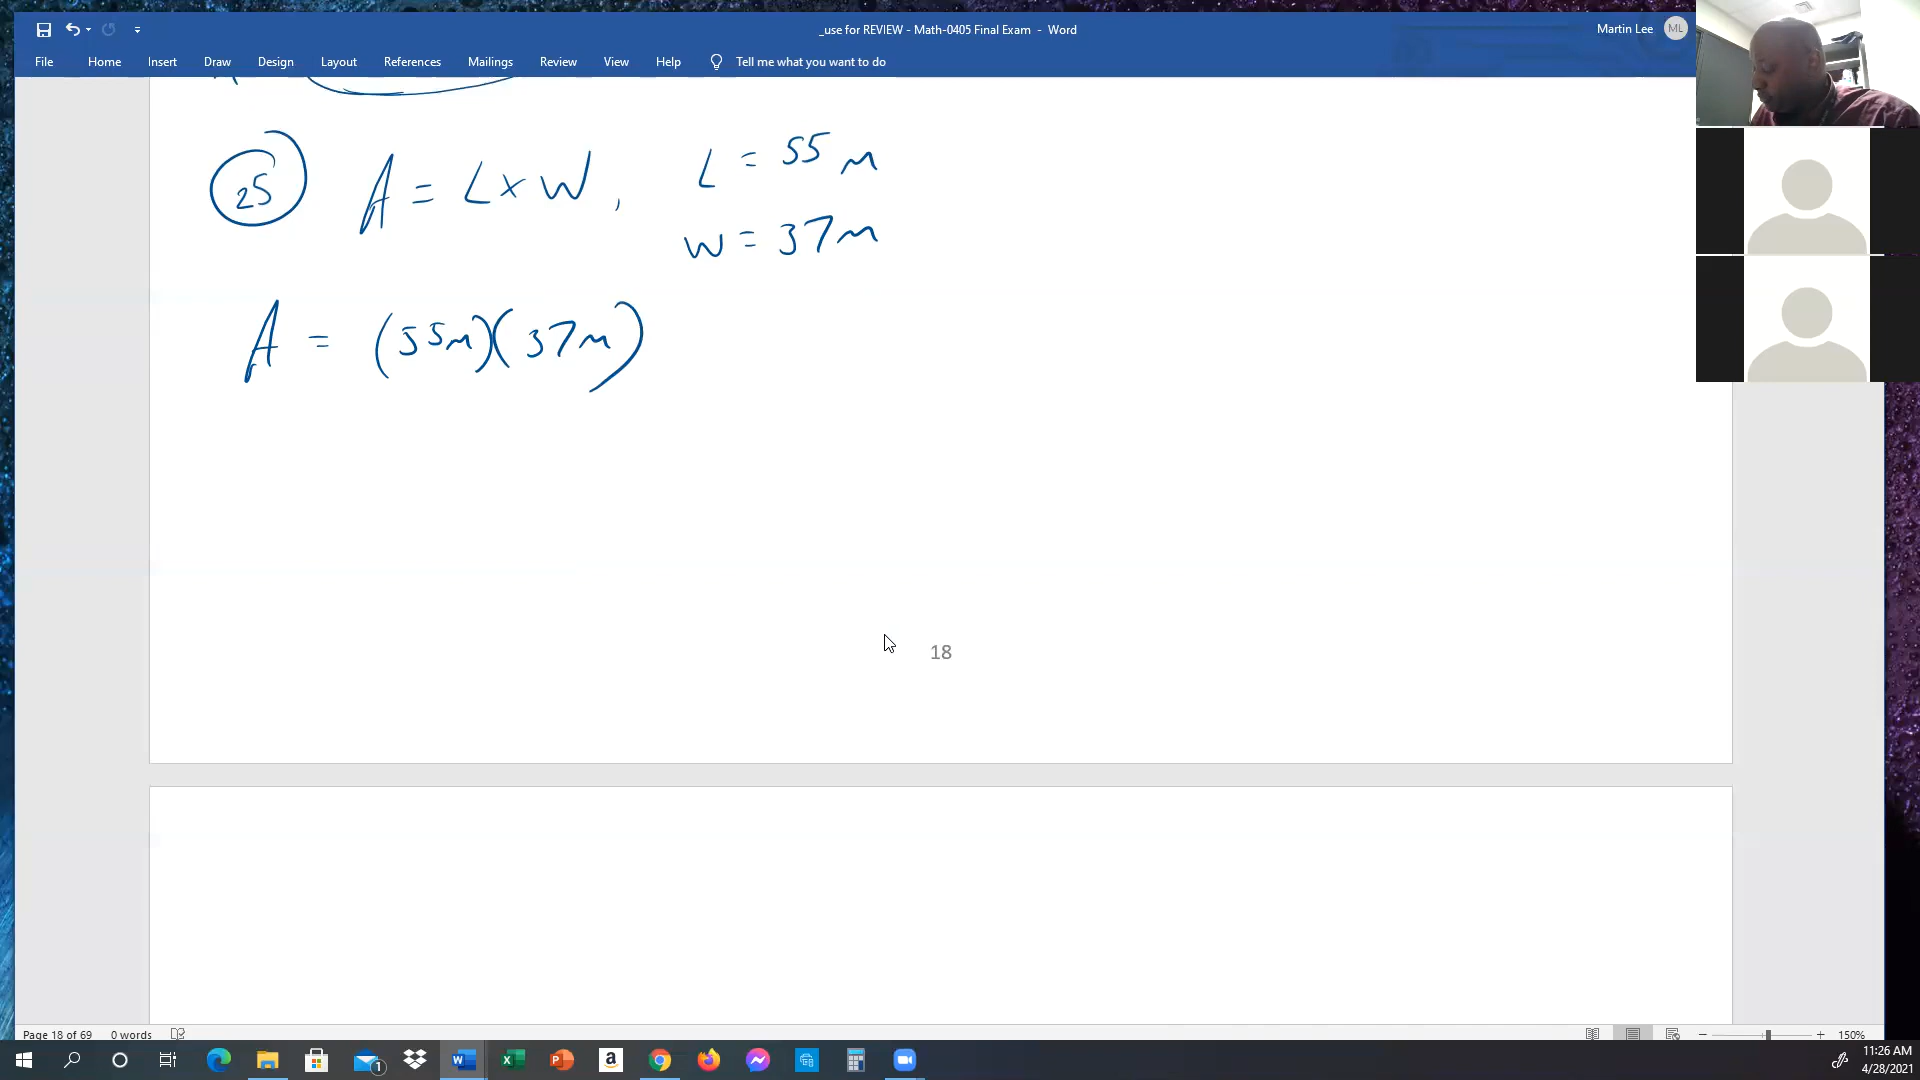 _use for REVIEW - Math-0405 Final Exam - Word
Martin Lee ML
File Home Insert Draw Design Layout References Mailings Review View Help Tell me what you want to do
25 A = L x W , L = 55 m
W = 37 m
A = (55m)(37m)
18
Page 18 of 69 0 words 150%
1
11:26 AM
4/28/2021